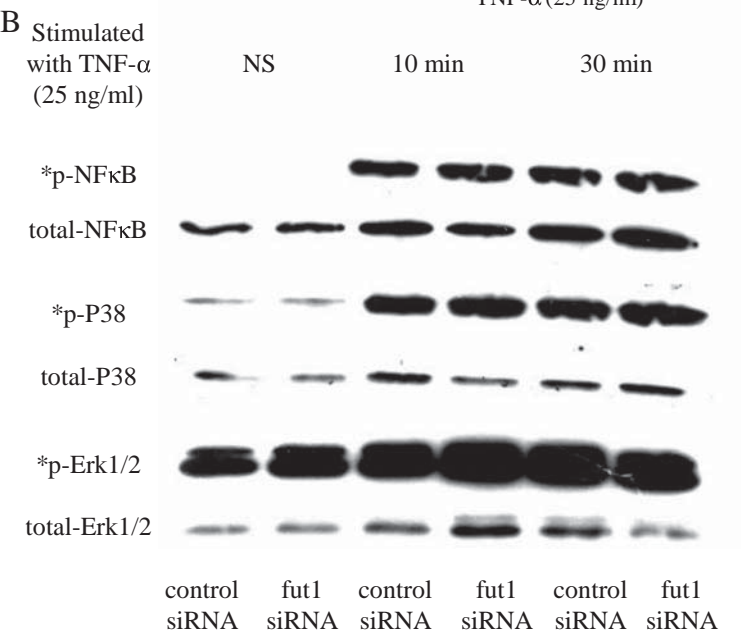 TNF-α (25 ng/ml)
B
Stimulated
with TNF-α
(25 ng/ml)
NS 10 min 30 min
*p-NFκB
total-NFκB
*p-P38
total-P38
*p-Erk1/2
total-Erk1/2
control fut1 control fut1 control fut1
siRNA siRNA siRNA siRNA siRNA siRNA